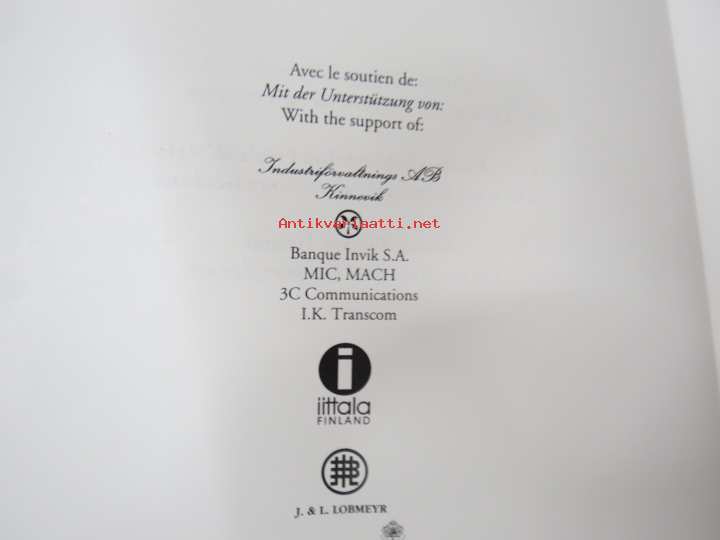 Avec le soutien de:
Mit der Unterstützung von:
With the support of:
Industriförvaltnings AB
Kinnevik
Antikvariaatti.net
Banque Invik S.A.
MIC, MACH
3C Communications
I.K. Transcom
i
iittala
FINLAND
J. & L. LOBMEYR